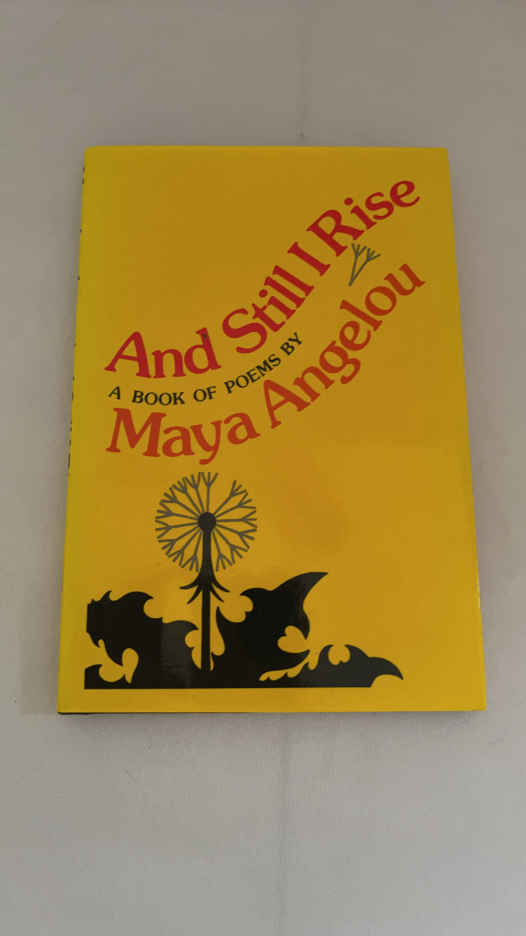 And Still I Rise
A BOOK OF POEMS BY
Maya Angelou